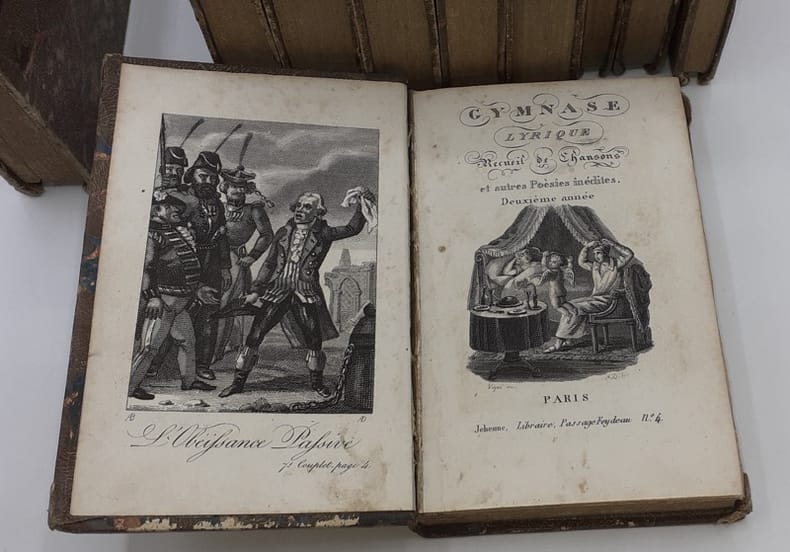 L'Obéissance Passive
7e Couplet, page 4.
GYMNASE
LYRIQUE
Recueil de Chansons
et autres Poésies inédites.
Deuxième année
PARIS
Jehenne, Libraire, Passage Feydeau N.º 4.